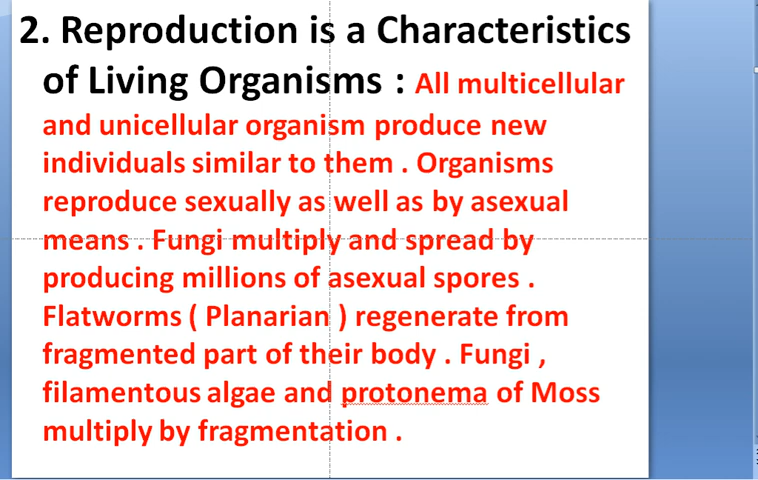 2. Reproduction is a Characteristics
of Living Organisms : All multicellular
and unicellular organism produce new
individuals similar to them . Organisms
reproduce sexually as well as by asexual
means . Fungi multiply and spread by
producing millions of asexual spores .
Flatworms ( Planarian ) regenerate from
fragmented part of their body . Fungi ,
filamentous algae and protonema of Moss
multiply by fragmentation .